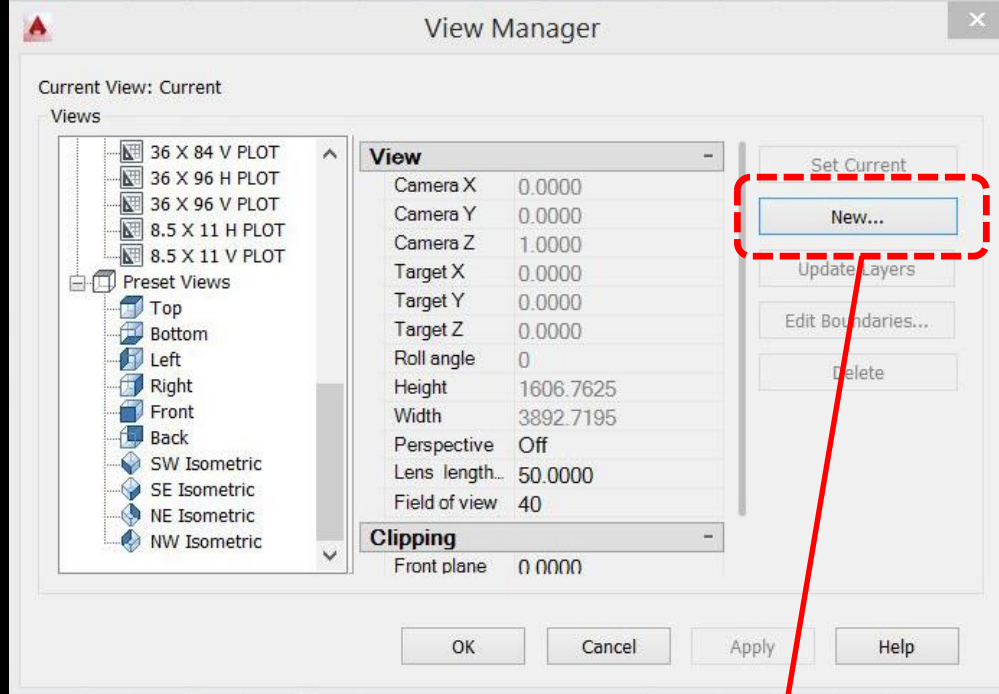 View Manager
Current View: Current
Views
36 X 84 V PLOT
36 X 96 H PLOT
36 X 96 V PLOT
8.5 X 11 H PLOT
8.5 X 11 V PLOT
Preset Views
Top
Bottom
Left
Right
Front
Back
SW Isometric
SE Isometric
NE Isometric
NW Isometric
View
Camera X 0.0000
Camera Y 0.0000
Camera Z 1.0000
Target X 0.0000
Target Y 0.0000
Target Z 0.0000
Roll angle 0
Height 1606.7625
Width 3892.7195
Perspective Off
Lens length... 50.0000
Field of view 40
Clipping
Front plane 0.0000
Set Current
New...
Update Layers
Edit Boundaries...
Delete
OK Cancel Apply Help